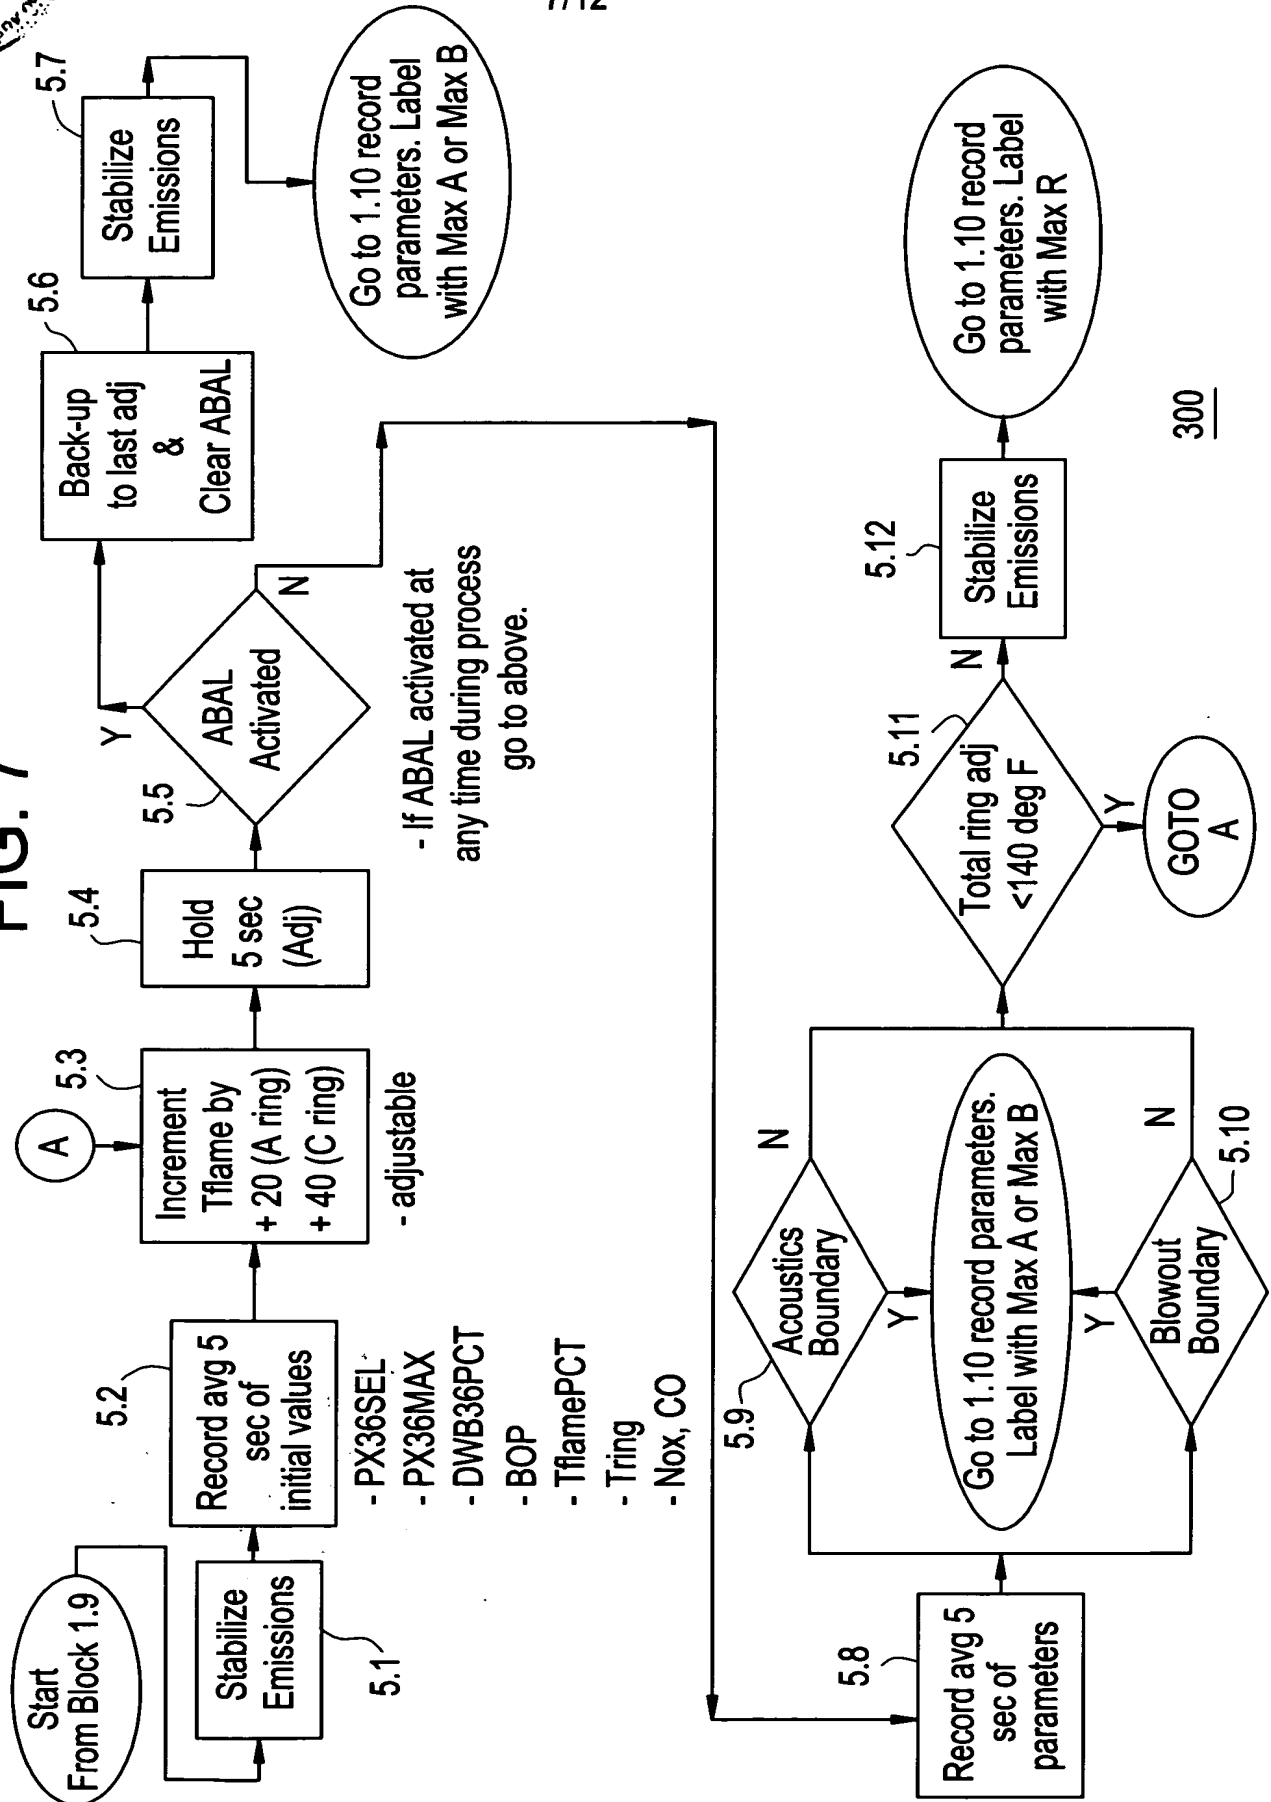 7/12
FIG. 7
Start
From Block 1.9
Stabilize
Emissions
5.1
5.2
Record avg 5
sec of
initial values
- PX36SEL
- PX36MAX
- DWB36PCT
- BOP
- TflamePCT
- Tring
- Nox, CO
A
5.3
Increment
Tflame by
+ 20 (A ring)
+ 40 (C ring)
- adjustable
5.4
Hold
5 sec
(Adj)
5.5
ABAL
Activated
Y
N
- If ABAL activated at
any time during process
go to above.
5.6
Back-up
to last adj
&
Clear ABAL
5.7
Stabilize
Emissions
Go to 1.10 record
parameters. Label
with Max A or Max B
5.8
Record avg 5
sec of
parameters
5.9
Acoustics
Boundary
N
Y
Go to 1.10 record parameters.
Label with Max A or Max B
Y
Blowout
Boundary
N
5.10
5.11
Total ring adj
<140 deg F
N
Y
GOTO
A
5.12
Stabilize
Emissions
Go to 1.10 record
parameters. Label
with Max R
300